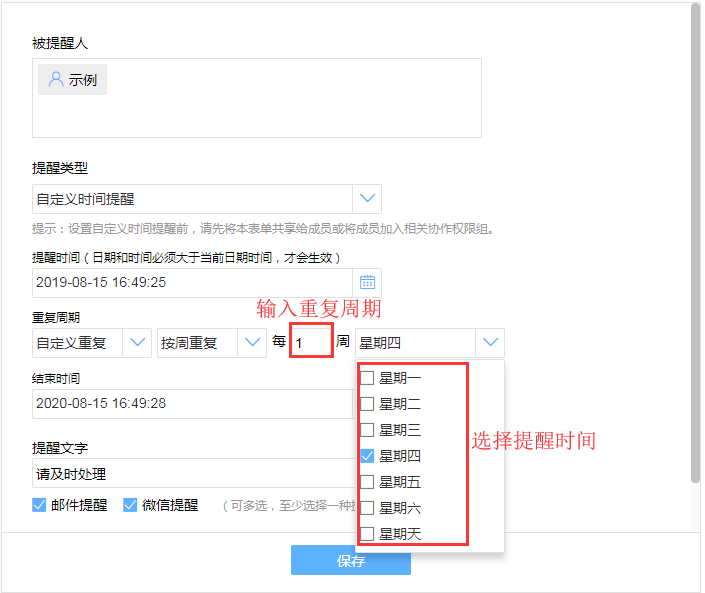 被提醒人
示例
提醒类型
自定义时间提醒
提示：设置自定义时间提醒前，请先将本表单共享给成员或将成员加入相关协作权限组。
提醒时间（日期和时间必须大于当前日期时间，才会生效）
2019-08-15 16:49:25
输入重复周期
重复周期
自定义重复 按周重复 每 1 周 星期四
结束时间
2020-08-15 16:49:28
星期一
星期二
星期三
星期四
星期五
星期六
星期天
选择提醒时间
提醒文字
请及时处理
邮件提醒 微信提醒 （可多选，至少选择一种
保存